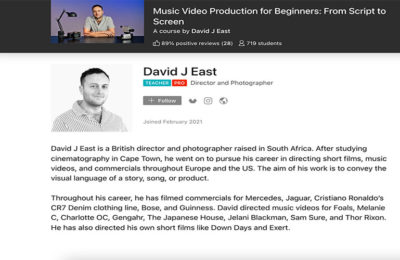 Music Video Production for Beginners: From Script to
Screen
A course by David J East
89% positive reviews (28) 719 students
David J East
TEACHER PRO Director and Photographer
+ Follow
Joined February 2021
David J East is a British director and photographer raised in South Africa. After studying
cinematography in Cape Town, he went on to pursue his career in directing short films, music
videos, and commercials throughout Europe and the US. The aim of his work is to convey the
visual language of a story, song, or product.
Throughout his career, he has filmed commercials for Mercedes, Jaguar, Cristiano Ronaldo's
CR7 Denim clothing line, Bose, and Guinness. David directed music videos for Foals, Melanie
C, Charlotte OC, Gengahr, The Japanese House, Jelani Blackman, Sam Sure, and Thor Rixon.
He has also directed his own short films like Down Days and Exert.